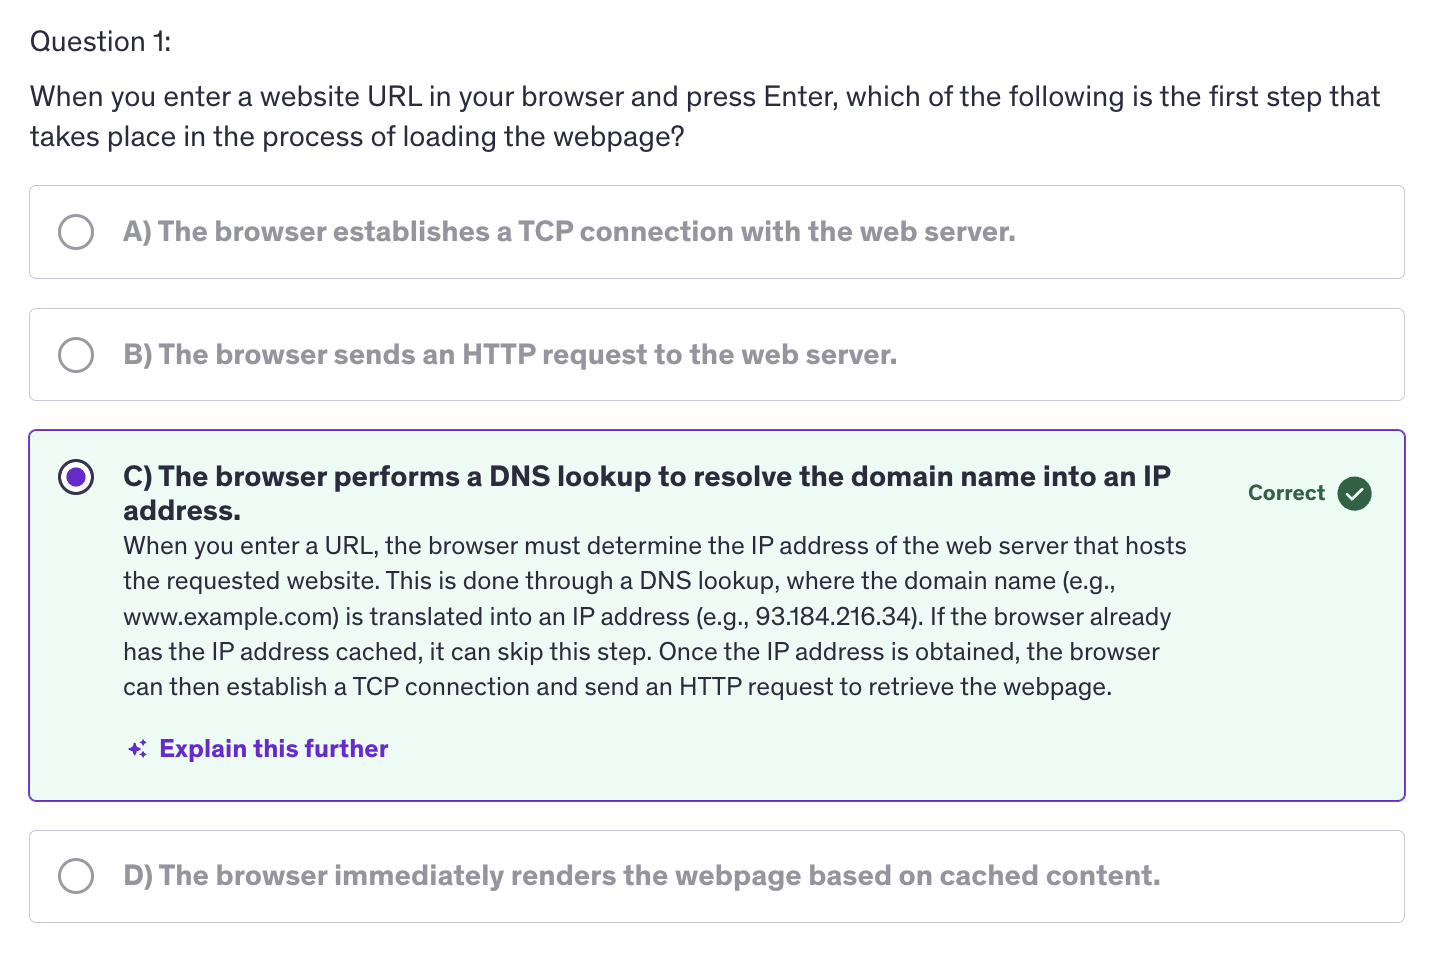 Question 1:
When you enter a website URL in your browser and press Enter, which of the following is the first step that
takes place in the process of loading the webpage?
A) The browser establishes a TCP connection with the web server.
B) The browser sends an HTTP request to the web server.
C) The browser performs a DNS lookup to resolve the domain name into an IP
address.
Correct
When you enter a URL, the browser must determine the IP address of the web server that hosts
the requested website. This is done through a DNS lookup, where the domain name (e.g.,
www.example.com) is translated into an IP address (e.g., 93.184.216.34). If the browser already
has the IP address cached, it can skip this step. Once the IP address is obtained, the browser
can then establish a TCP connection and send an HTTP request to retrieve the webpage.
Explain this further
D) The browser immediately renders the webpage based on cached content.